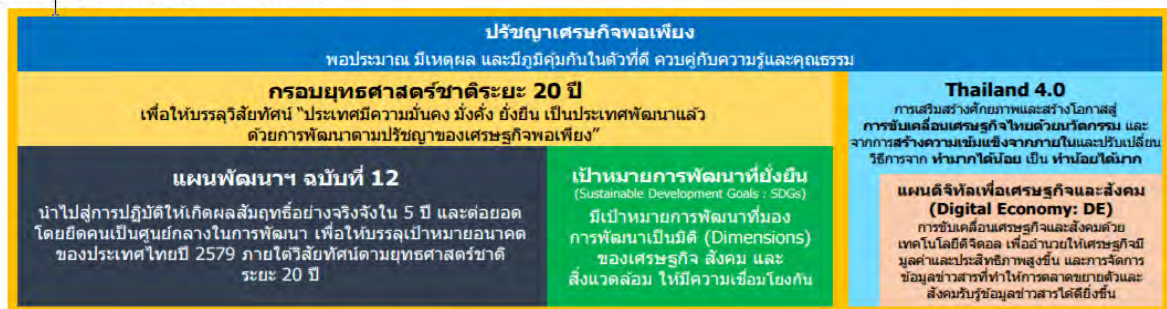 ปรัชญาเศรษฐกิจพอเพียง
พอประมาณ มีเหตุผล และมีภูมิคุ้มกันในตัวที่ดี ควบคู่กับความรู้และคุณธรรม
กรอบยุทธศาสตร์ชาติระยะ 20 ปี
เพื่อให้บรรลุวิสัยทัศน์ “ประเทศมีความมั่นคง มั่งคั่ง ยั่งยืน เป็นประเทศพัฒนาแล้ว
ด้วยการพัฒนาตามปรัชญาของเศรษฐกิจพอเพียง”
แผนพัฒนาฯ ฉบับที่ 12
นำไปสู่การปฏิบัติให้เกิดผลสัมฤทธิ์อย่างจริงจังใน 5 ปี และต่อยอด
โดยยึดคนเป็นศูนย์กลางในการพัฒนา เพื่อให้บรรลุเป้าหมายอนาคต
ของประเทศไทยปี 2579 ภายใต้วิสัยทัศน์ตามยุทธศาสตร์ชาติ
ระยะ 20 ปี
เป้าหมายการพัฒนาที่ยั่งยืน
(Sustainable Development Goals : SDGs)
มีเป้าหมายการพัฒนาที่มอง
การพัฒนาเป็นมิติ (Dimensions)
ของเศรษฐกิจ สังคม และ
สิ่งแวดล้อม ให้มีความเชื่อมโยงกัน
Thailand 4.0
การเสริมสร้างศักยภาพและสร้างโอกาสสู่
การขับเคลื่อนเศรษฐกิจไทยด้วยนวัตกรรม และ
จากการสร้างความเข้มแข็งจากภายในและปรับเปลี่ยน
วิธีการจาก ทำมากได้น้อย เป็น ทำน้อยได้มาก
แผนดิจิทัลเพื่อเศรษฐกิจและสังคม
(Digital Economy: DE)
การขับเคลื่อนเศรษฐกิจและสังคมด้วย
เทคโนโลยีดิจิตอล เพื่ออำนวยให้เศรษฐกิจมี
มูลค่าและประสิทธิภาพสูงขึ้น และการจัดการ
ข้อมูลข่าวสารที่ทำให้การตลาดขยายตัวและ
สังคมรับรู้ข้อมูลข่าวสารได้ดียิ่งขึ้น